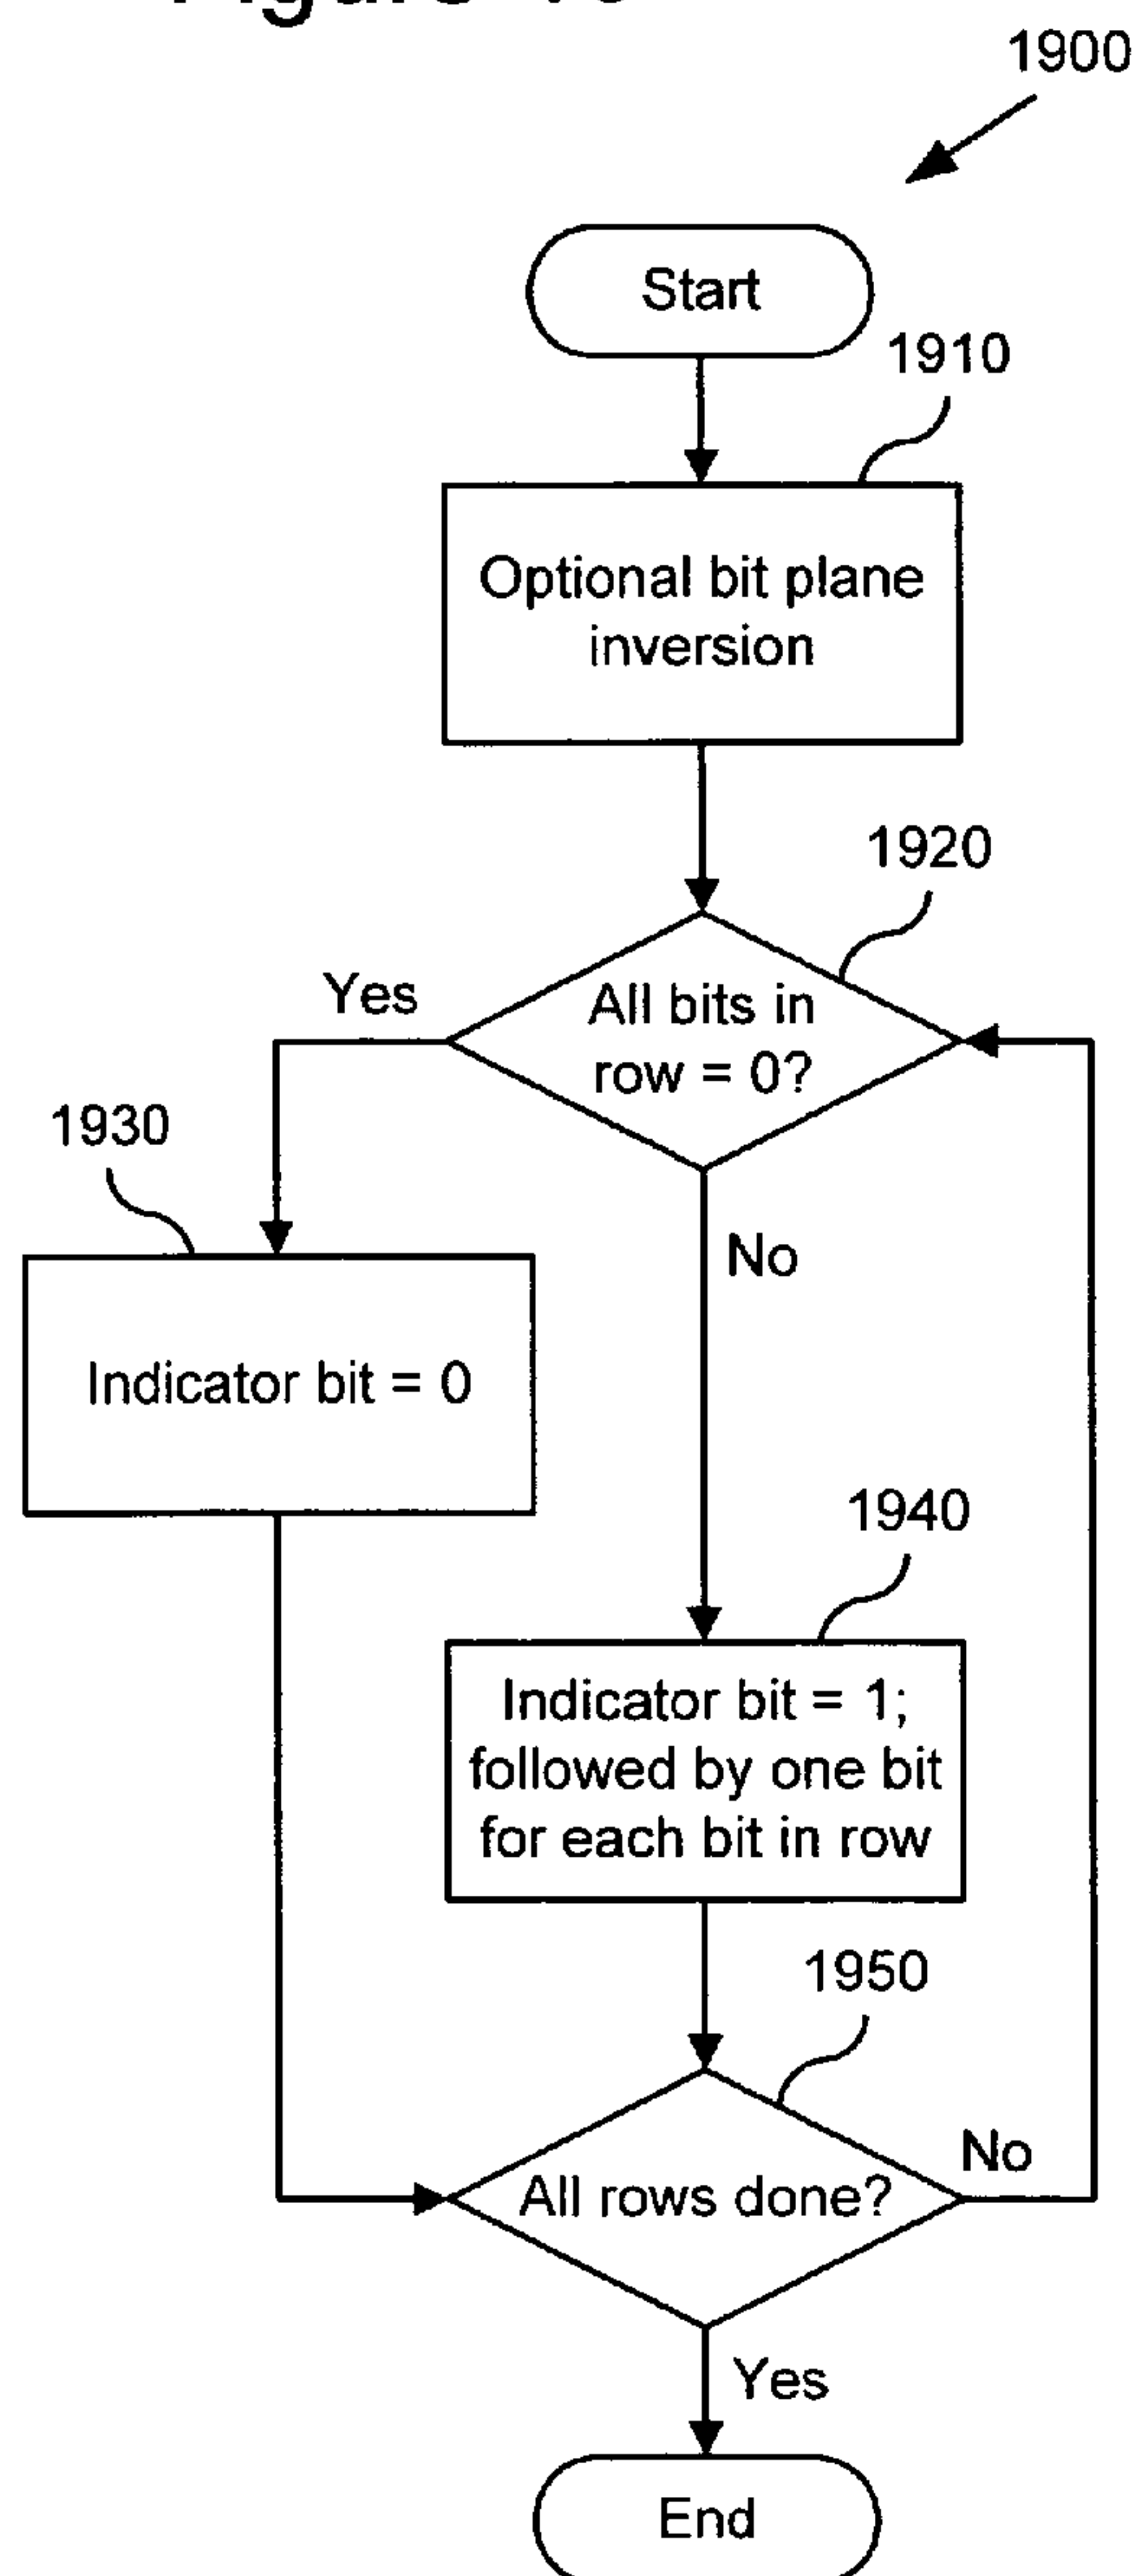 1900
Start
1910
Optional bit plane
inversion
1920
Yes
All bits in
row = 0?
1930
No
Indicator bit = 0
1940
Indicator bit = 1;
followed by one bit
for each bit in row
1950
No
All rows done?
Yes
End